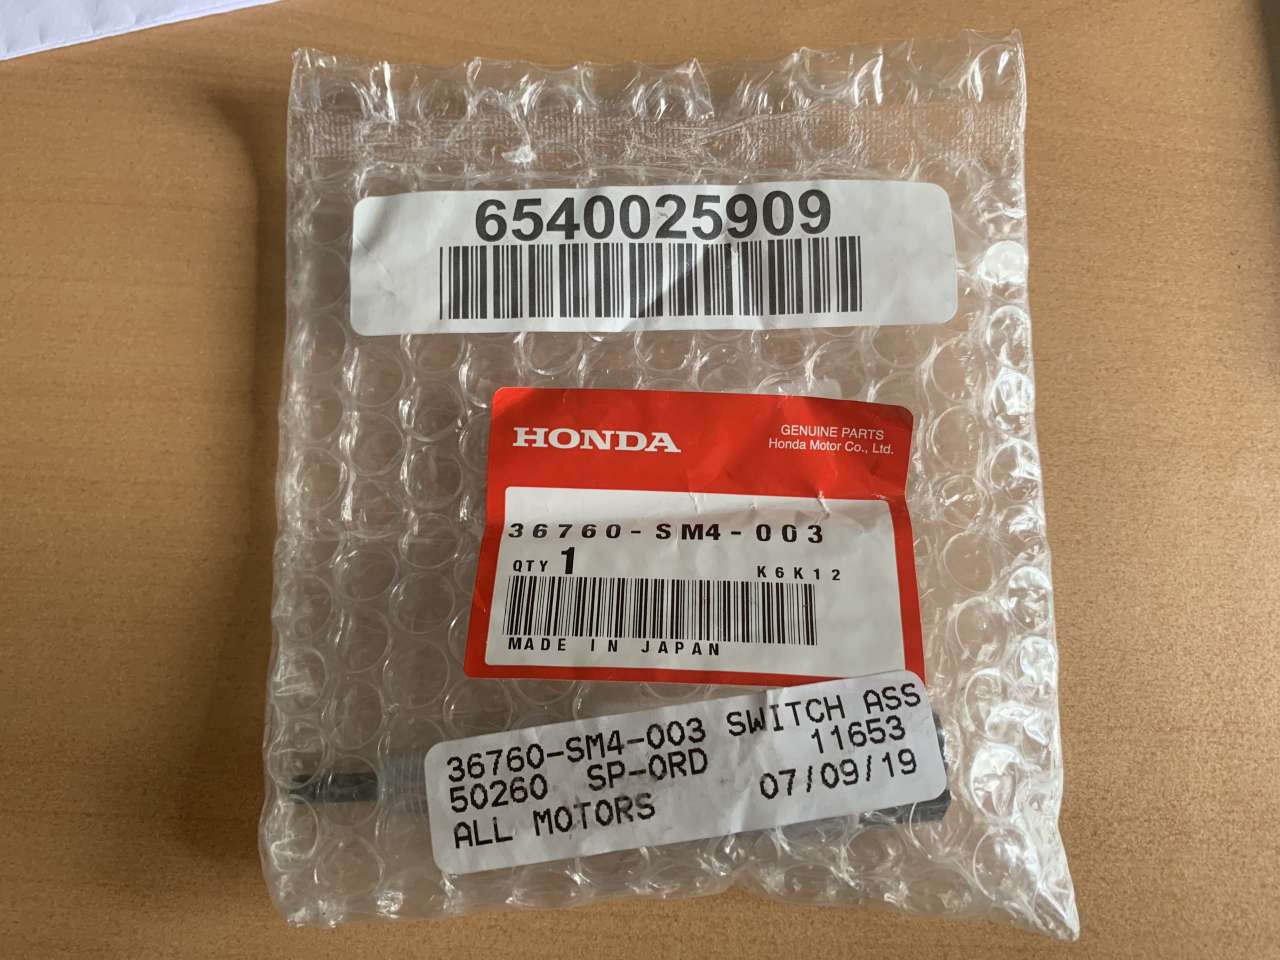 6540025909
HONDA
GENUINE PARTS
Honda Motor Co., Ltd.
36760-SM4-003
QTY 1 K6K12
MADE IN JAPAN
36760-SM4-003 SWITCH ASS
50260 SP-ORD 11653
ALL MOTORS 07/09/19